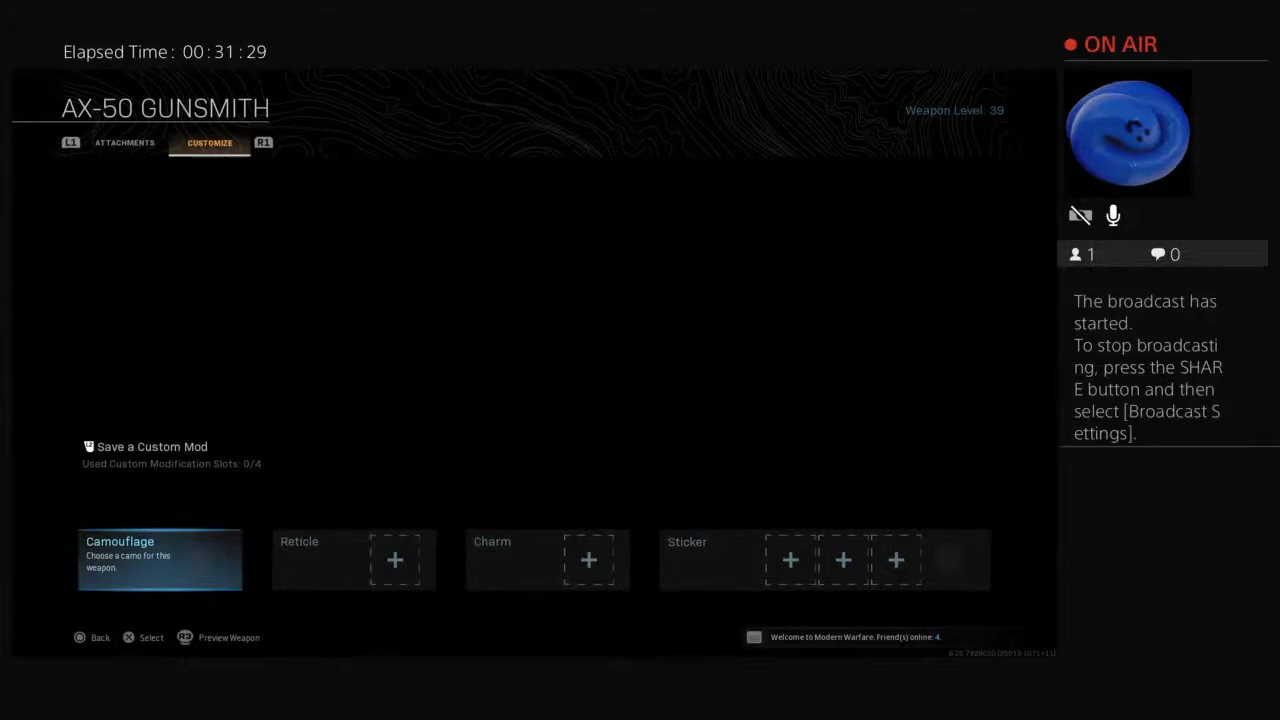 Elapsed Time: 00:31:29
ON AIR
AX-50 GUNSMITH
Weapon Level: 39
L1 ATTACHMENTS CUSTOMIZE R1
1 0
The broadcast has
started.
To stop broadcasti
ng, press the SHAR
E button and then
select [Broadcast S
ettings].
Save a Custom Mod
Used Custom Modification Slots: 0/4
Camouflage
Choose a camo for this
weapon.
Reticle
Charm
Sticker
Back Select R3 Preview Weapon
Welcome to Modern Warfare. Friend(s) online: 4.